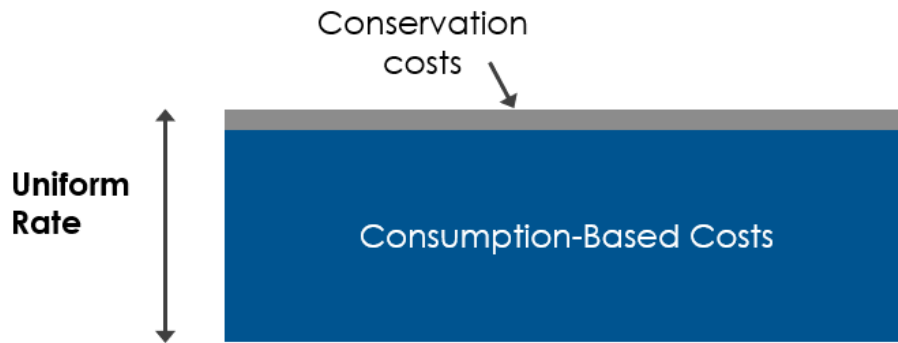 Conservation
costs
Uniform
Rate
Consumption-Based Costs